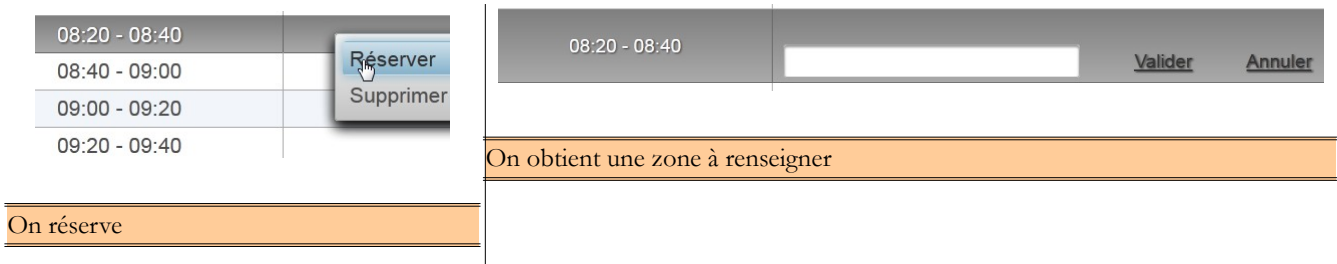 08:20 - 08:40
Réserver
08:40 - 09:00
Supprimer
09:00 - 09:20
09:20 - 09:40
On réserve
08:20 - 08:40 Valider Annuler
On obtient une zone à renseigner